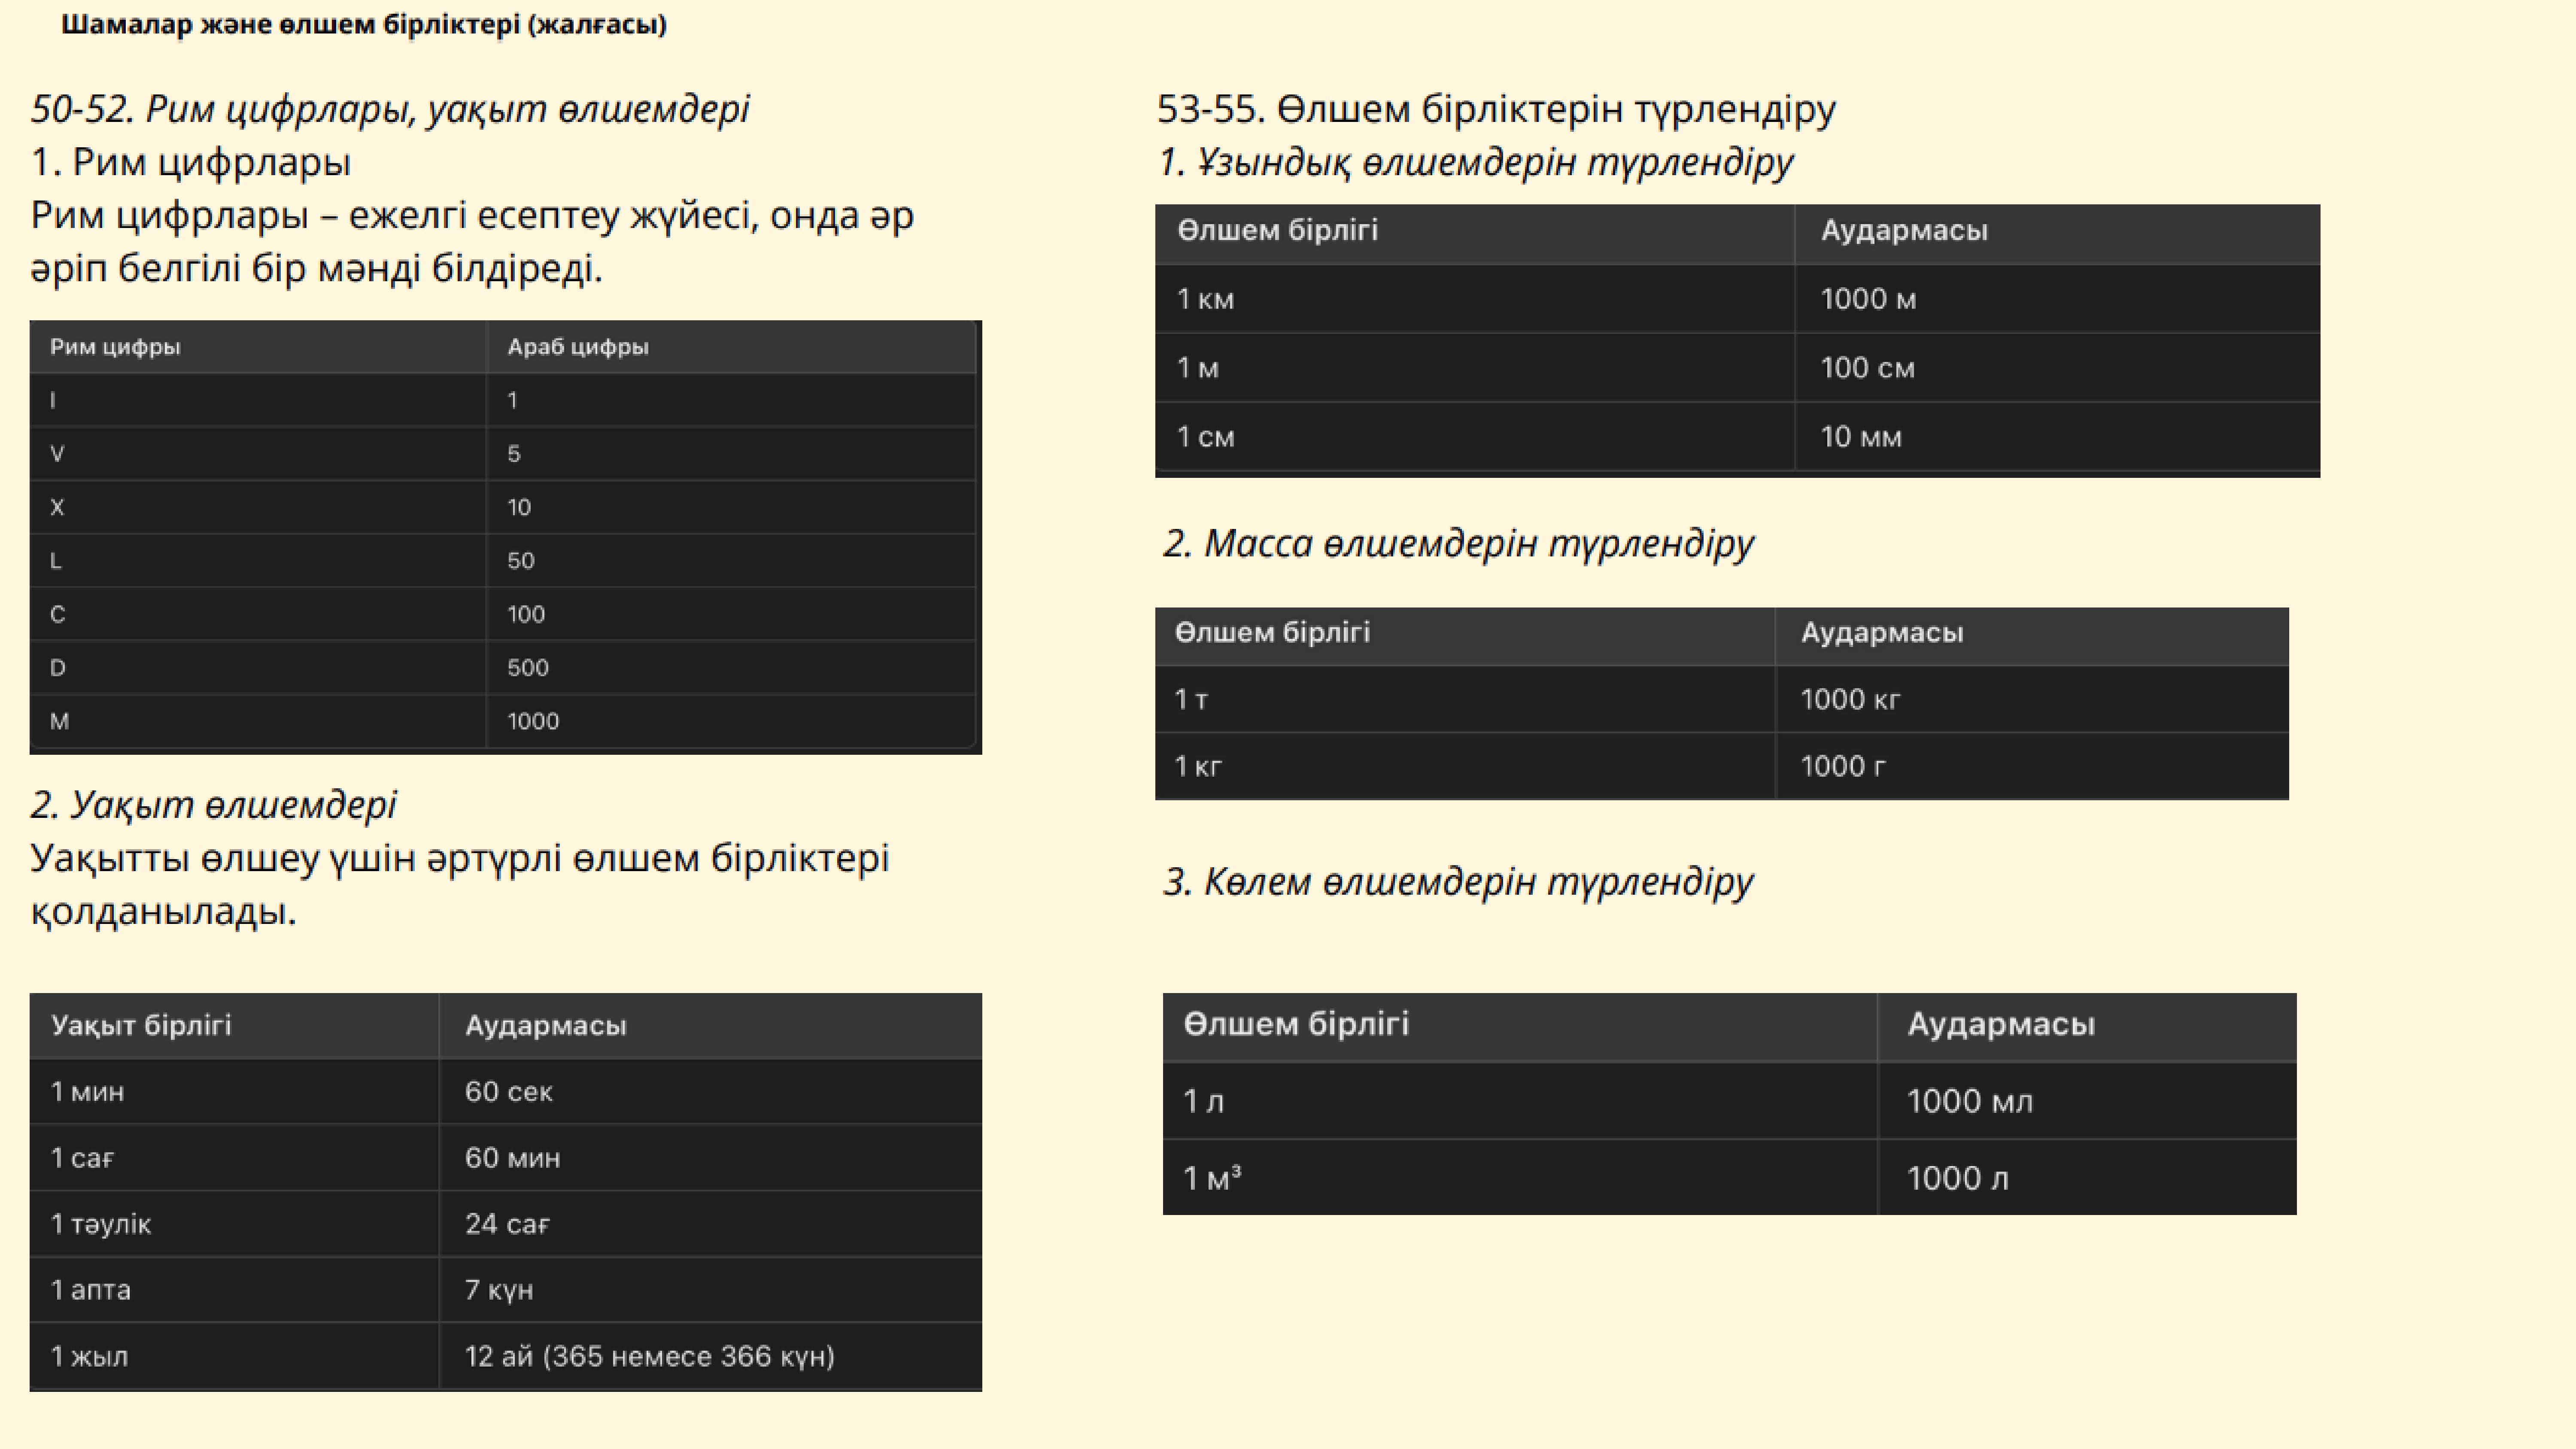 Шамалар және өлшем бірліктері (жалғасы)
50-52. Рим цифрлары, уақыт өлшемдері
1. Рим цифрлары
Рим цифрлары – ежелгі есептеу жүйесі, онда әр
әріп белгілі бір мәнді білдіреді.
Рим цифры Араб цифры
I 1
V 5
X 10
L 50
C 100
D 500
M 1000
2. Уақыт өлшемдері
Уақытты өлшеу үшін әртүрлі өлшем бірліктері
қолданылады.
Уақыт бірлігі Аудармасы
1 мин 60 сек
1 сағ 60 мин
1 тәулік 24 сағ
1 апта 7 күн
1 жыл 12 ай (365 немесе 366 күн)
53-55. Өлшем бірліктерін түрлендіру
1. Ұзындық өлшемдерін түрлендіру
Өлшем бірлігі Аудармасы
1 км 1000 м
1 м 100 см
1 см 10 мм
2. Масса өлшемдерін түрлендіру
Өлшем бірлігі Аудармасы
1 т 1000 кг
1 кг 1000 г
3. Көлем өлшемдерін түрлендіру
Өлшем бірлігі Аудармасы
1 л 1000 мл
1 м³ 1000 л